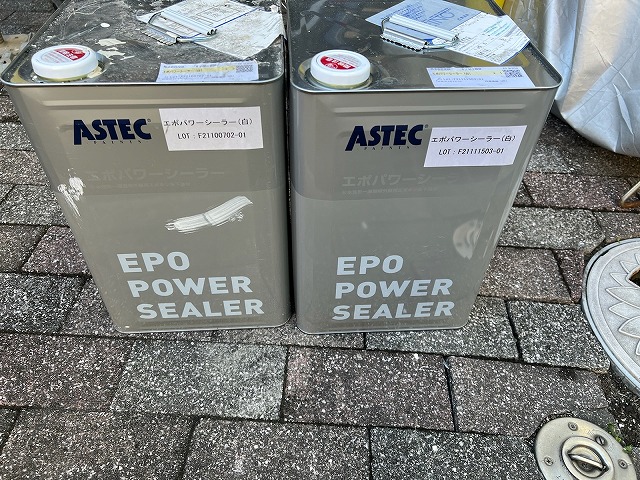 ASTEC
PAINTS
エポパワーシーラー(白)
LOT：F21100702-01
エポパワーシーラー
EPO
POWER
SEALER
ASTEC
PAINTS
エポパワーシーラー(白)
LOT：F21111503-01
エポパワーシーラー
EPO
POWER
SEALER